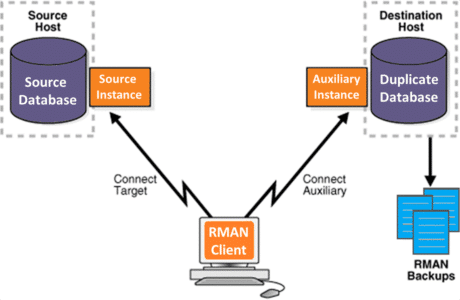 Source
Host
Destination
Host
Source
Database
Source
Instance
Auxiliary
Instance
Duplicate
Database
Connect
Target
Connect
Auxiliary
RMAN
Client
RMAN
Backups